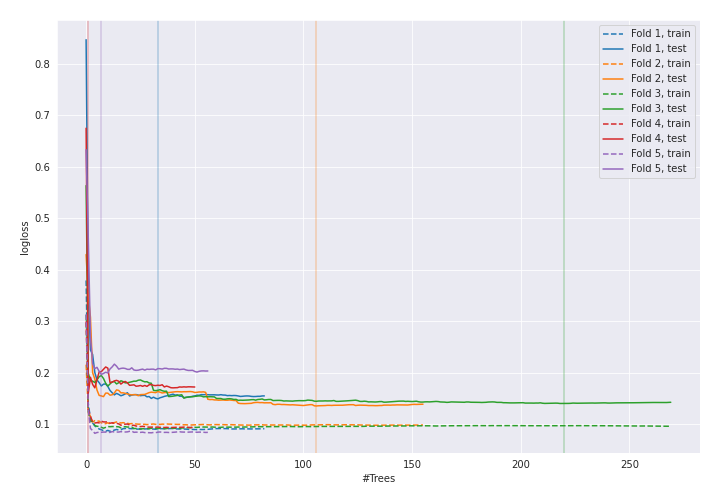 0.8
0.7
0.6
0.5
0.4
0.3
0.2
0.1
logloss
0
50
100
150
200
250
#Trees
Fold 1, train
Fold 1, test
Fold 2, train
Fold 2, test
Fold 3, train
Fold 3, test
Fold 4, train
Fold 4, test
Fold 5, train
Fold 5, test